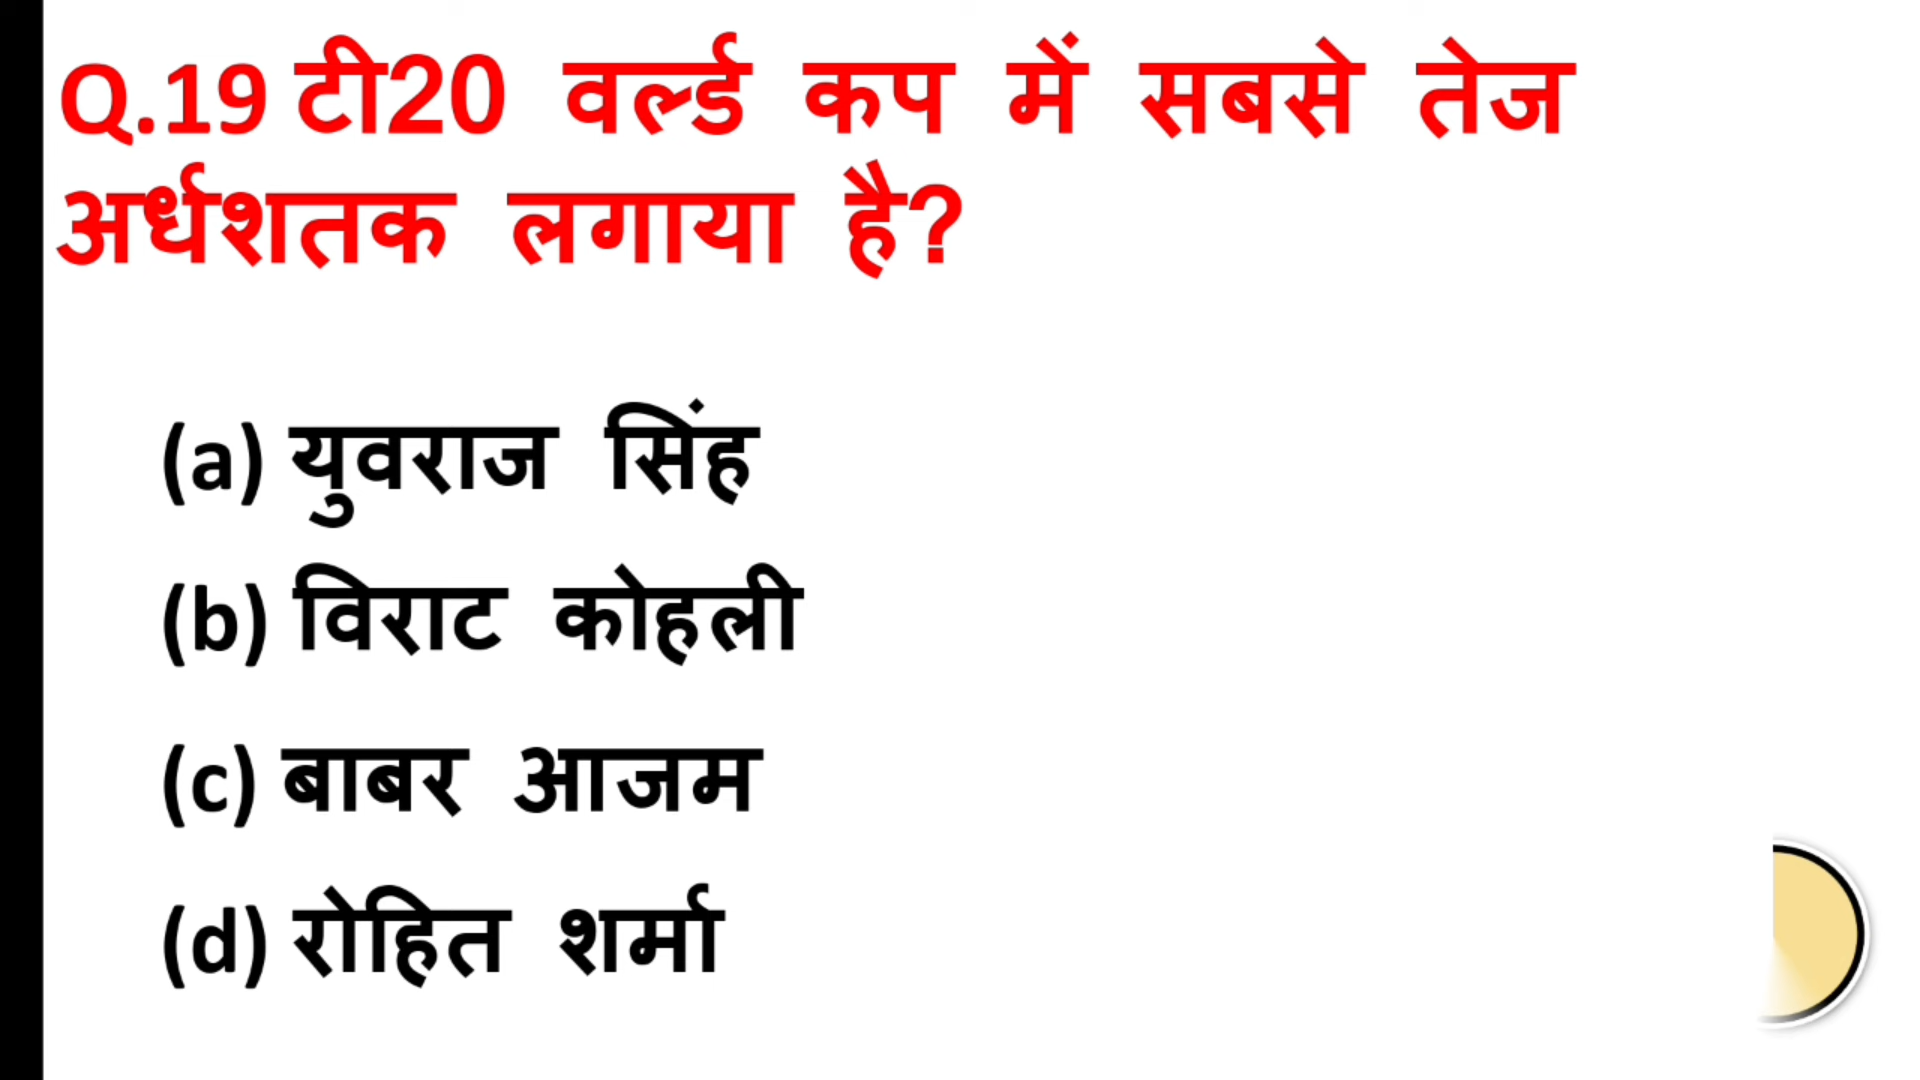 Q.19 टी20 वर्ल्ड कप में सबसे तेज
अर्धशतक लगाया है?
(a) युवराज सिंह
(b) विराट कोहली
(c) बाबर आजम
(d) रोहित शर्मा